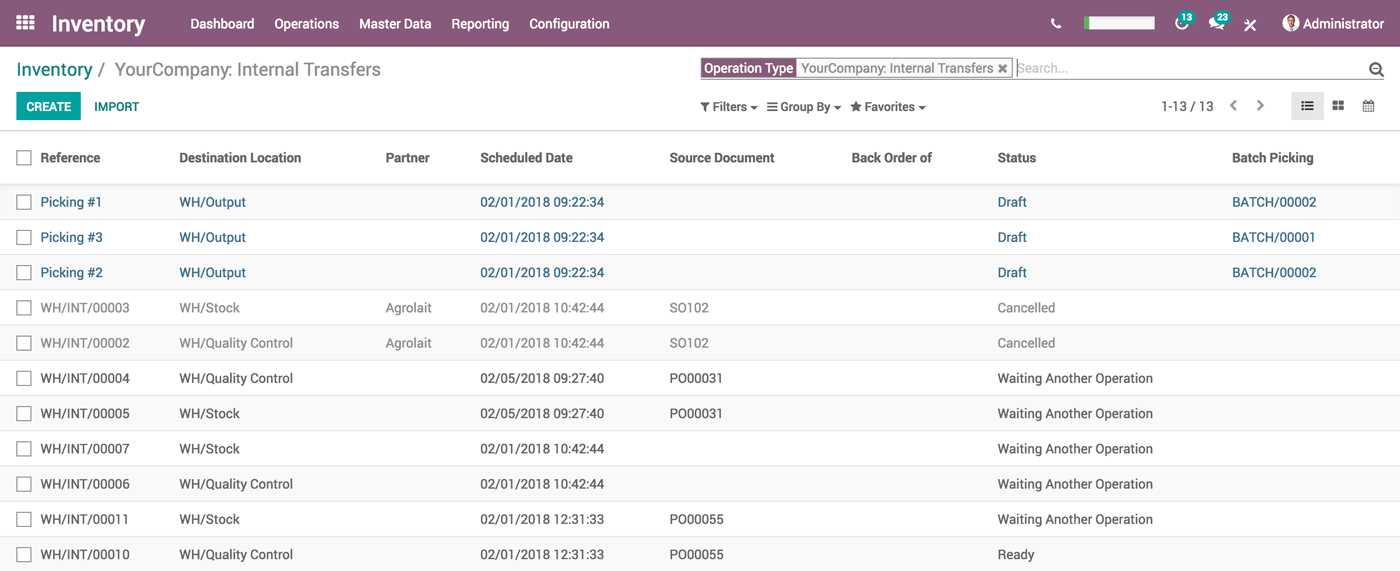 Inventory Dashboard Operations Master Data Reporting Configuration 13 23 Administrator
Inventory / YourCompany: Internal Transfers Operation Type YourCompany: Internal Transfers Search...
CREATE IMPORT Filters Group By Favorites 1-13 / 13
Reference Destination Location Partner Scheduled Date Source Document Back Order of Status Batch Picking
Picking #1 WH/Output 02/01/2018 09:22:34 Draft BATCH/00002
Picking #3 WH/Output 02/01/2018 09:22:34 Draft BATCH/00001
Picking #2 WH/Output 02/01/2018 09:22:34 Draft BATCH/00002
WH/INT/00003 WH/Stock Agrolait 02/01/2018 10:42:44 SO102 Cancelled
WH/INT/00002 WH/Quality Control Agrolait 02/01/2018 10:42:44 SO102 Cancelled
WH/INT/00004 WH/Quality Control 02/05/2018 09:27:40 PO00031 Waiting Another Operation
WH/INT/00005 WH/Stock 02/05/2018 09:27:40 PO00031 Waiting Another Operation
WH/INT/00007 WH/Stock 02/01/2018 10:42:44 Waiting Another Operation
WH/INT/00006 WH/Quality Control 02/01/2018 10:42:44 Waiting Another Operation
WH/INT/00011 WH/Stock 02/01/2018 12:31:33 PO00055 Waiting Another Operation
WH/INT/00010 WH/Quality Control 02/01/2018 12:31:33 PO00055 Ready